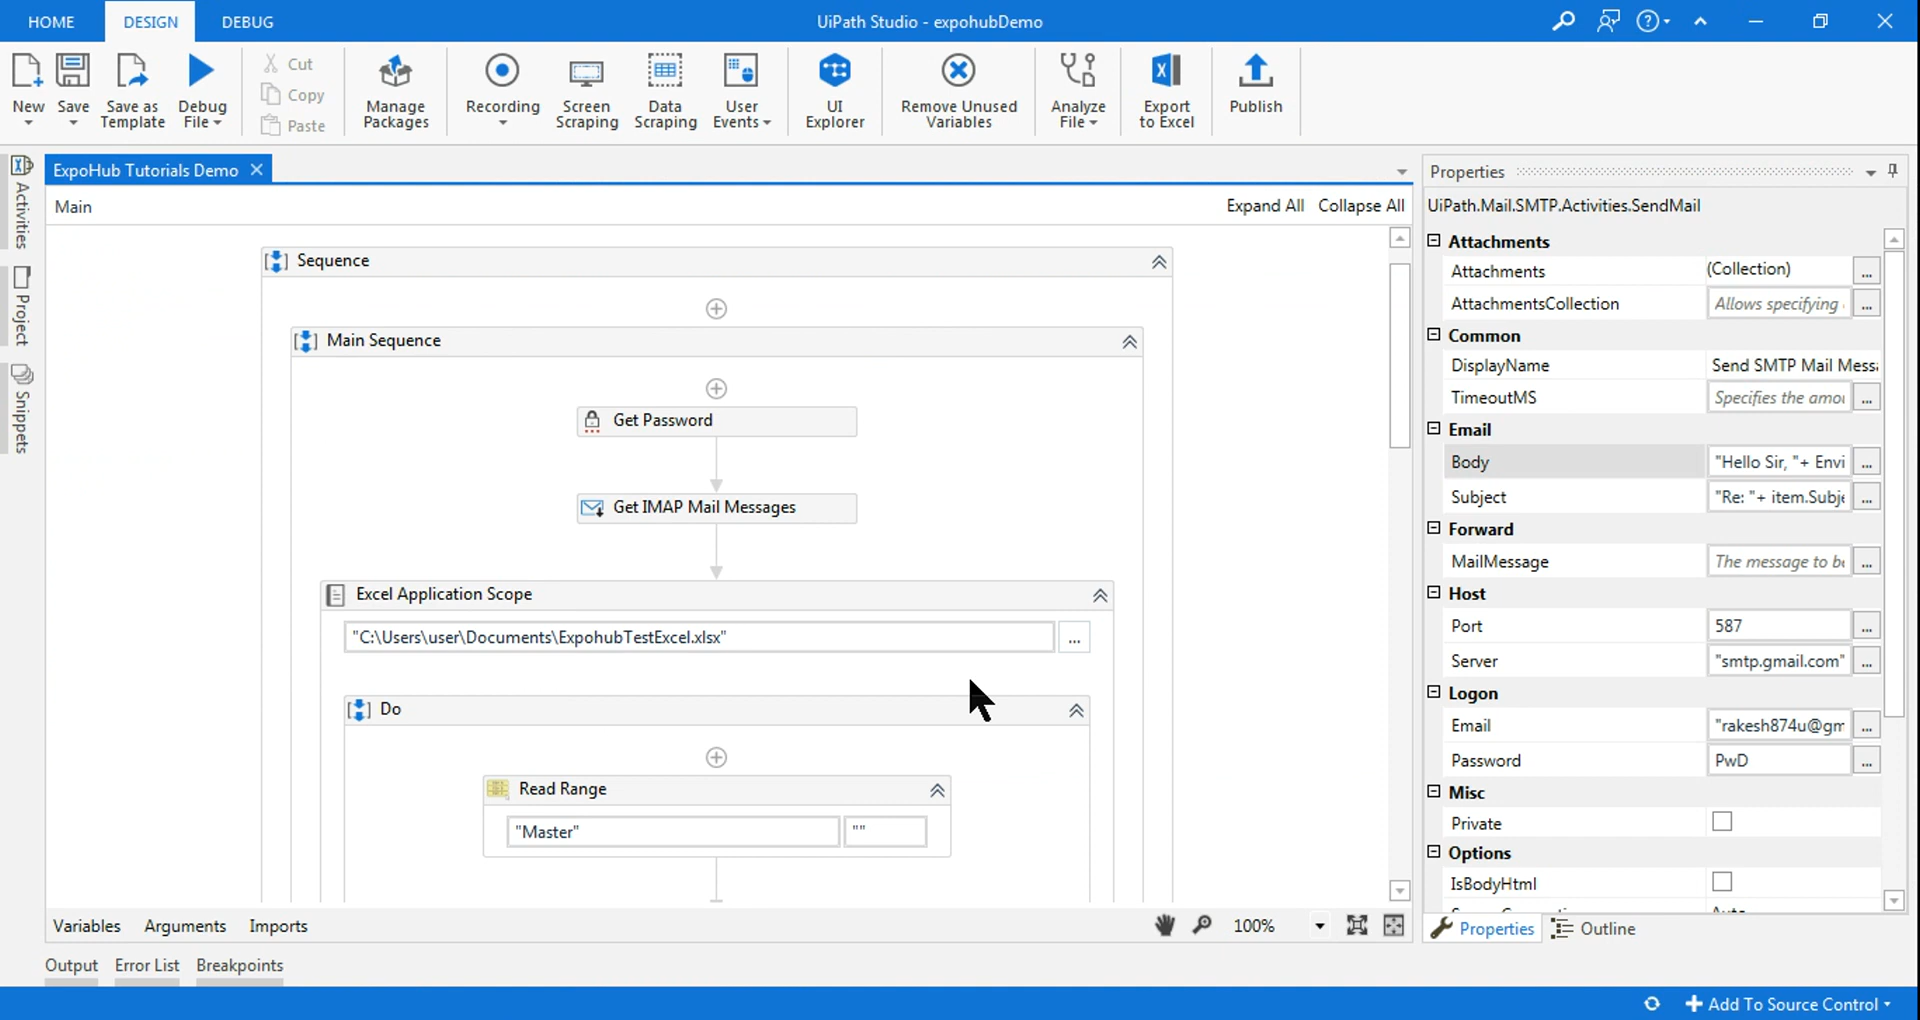 HOME DESIGN DEBUG UiPath Studio - expohubDemo
New Save Save as Template Debug File Cut Copy Paste Manage Packages Recording Screen Scraping Data Scraping User Events UI Explorer Remove Unused Variables Analyze File Export to Excel Publish
Activities
Project
Snippets
ExpoHub Tutorials Demo
Main Expand All Collapse All
Sequence
Main Sequence
Get Password
Get IMAP Mail Messages
Excel Application Scope
"C:\Users\user\Documents\ExpohubTestExcel.xlsx" ...
Do
Read Range
"Master" ""
Variables Arguments Imports 100%
Properties
UiPath.Mail.SMTP.Activities.SendMail
Attachments
Attachments (Collection) ...
AttachmentsCollection Allows specifying ...
Common
DisplayName Send SMTP Mail Mess
TimeoutMS Specifies the amou ...
Email
Body "Hello Sir, "+ Envi ...
Subject "Re: "+ item.Subje ...
Forward
MailMessage The message to be ...
Host
Port 587 ...
Server "smtp.gmail.com" ...
Logon
Email "rakesh874u@gm ...
Password PwD ...
Misc
Private
Options
IsBodyHtml
Properties Outline
Output Error List Breakpoints
Add To Source Control